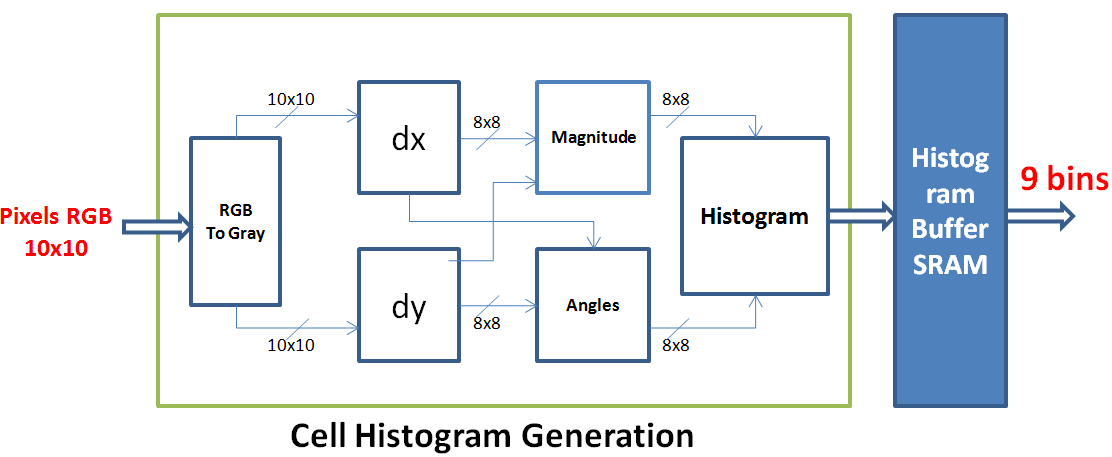 Pixels RGB
10x10
RGB
To Gray
10x10
10x10
dx
dy
8x8
8x8
Magnitude
Angles
8x8
8x8
Histogram
Histog
ram
Buffer
SRAM
9 bins
Cell Histogram Generation